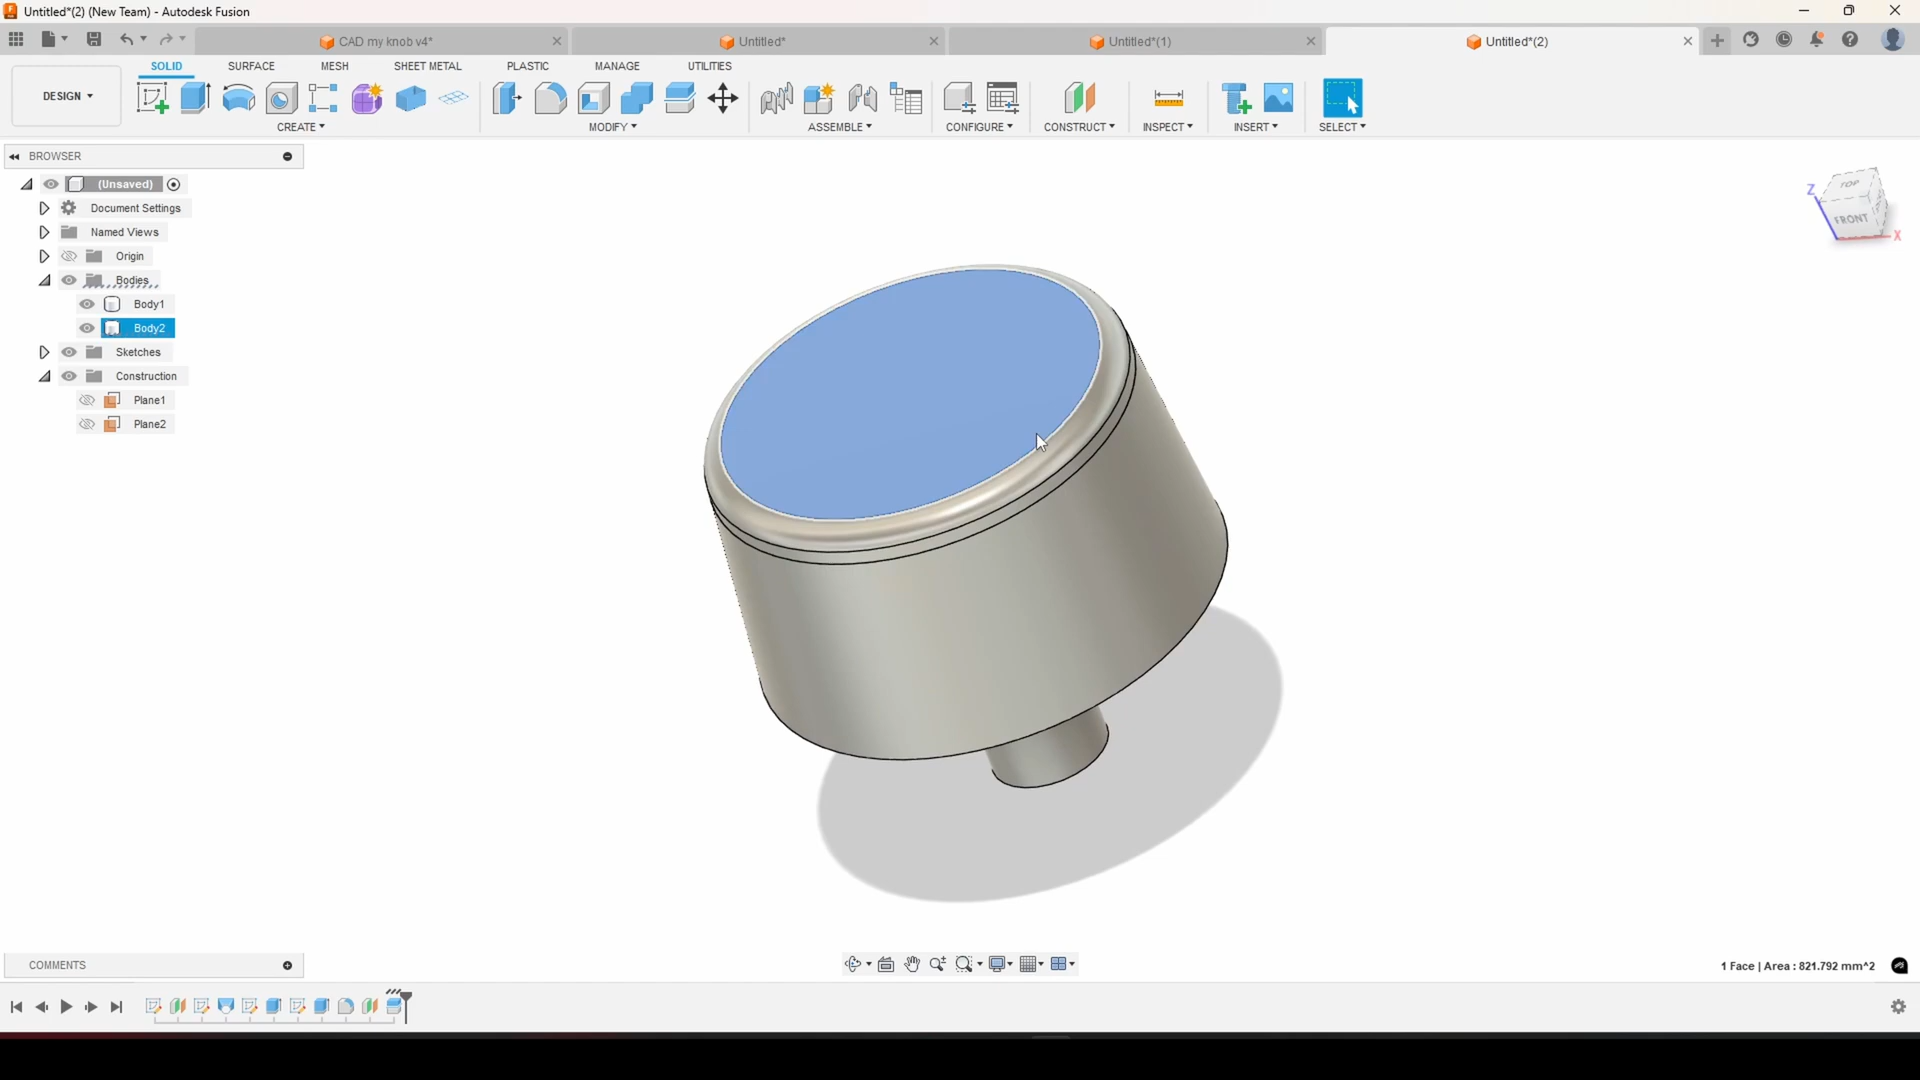 Untitled*(2) (New Team) - Autodesk Fusion
CAD my knob v4*
Untitled*
Untitled*(1)
Untitled*(2)
DESIGN
SOLID
SURFACE
MESH
SHEET METAL
PLASTIC
MANAGE
UTILITIES
CREATE
MODIFY
ASSEMBLE
CONFIGURE
CONSTRUCT
INSPECT
INSERT
SELECT
BROWSER
(Unsaved)
Document Settings
Named Views
Origin
Bodies
Body1
Body2
Sketches
Construction
Plane1
Plane2
TOP
FRONT
Z
X
COMMENTS
1 Face | Area : 821.792 mm^2